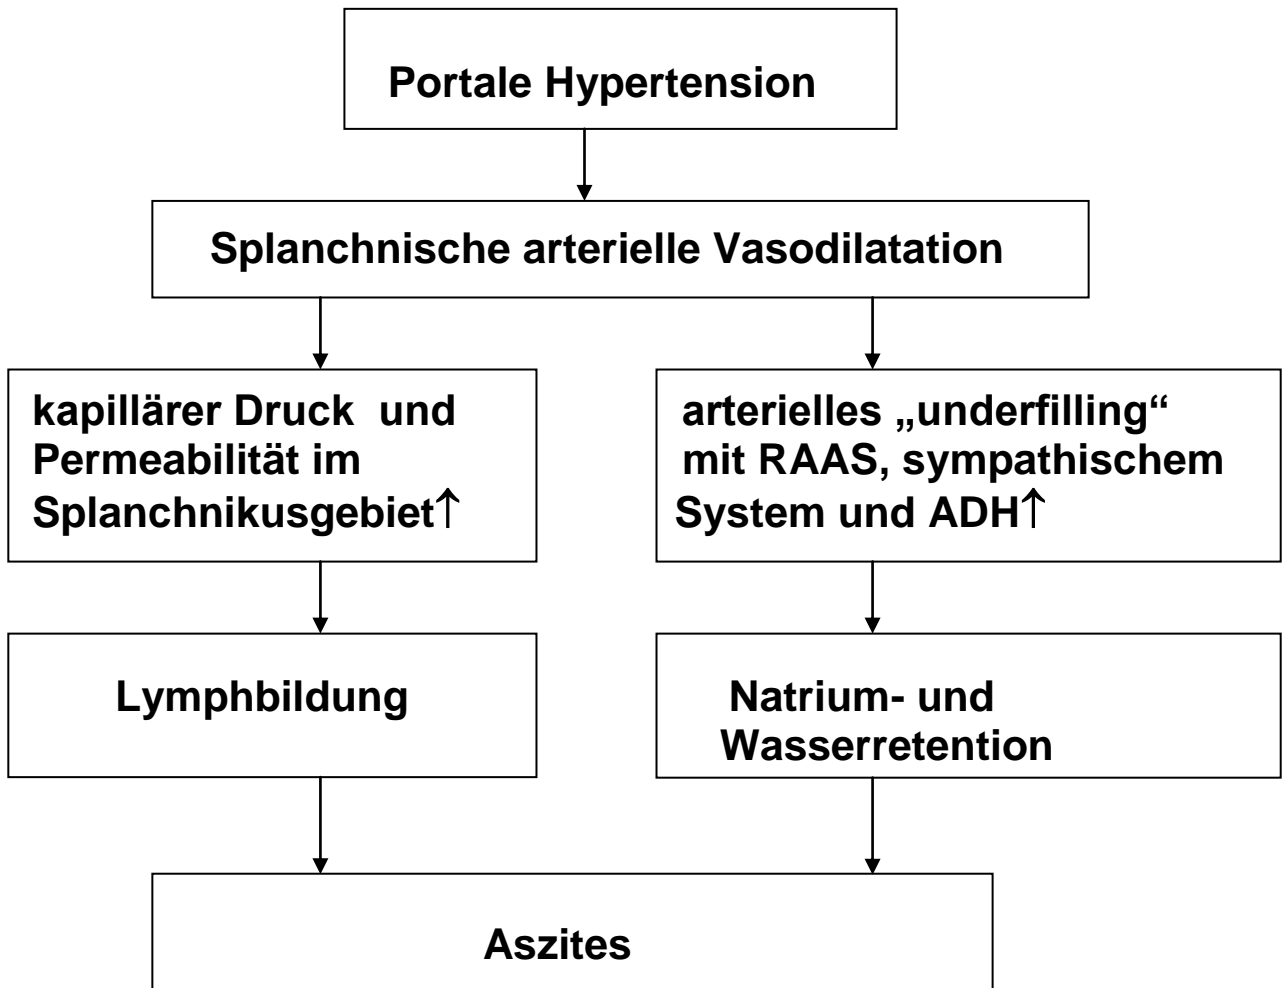 Portale Hypertension
Splanchnische arterielle Vasodilatation
kapillärer Druck und
Permeabilität im
Splanchnikusgebiet↑
arterielles „underfilling“
mit RAAS, sympathischem
System und ADH↑
Lymphbildung
Natrium- und
Wasserretention
Aszites